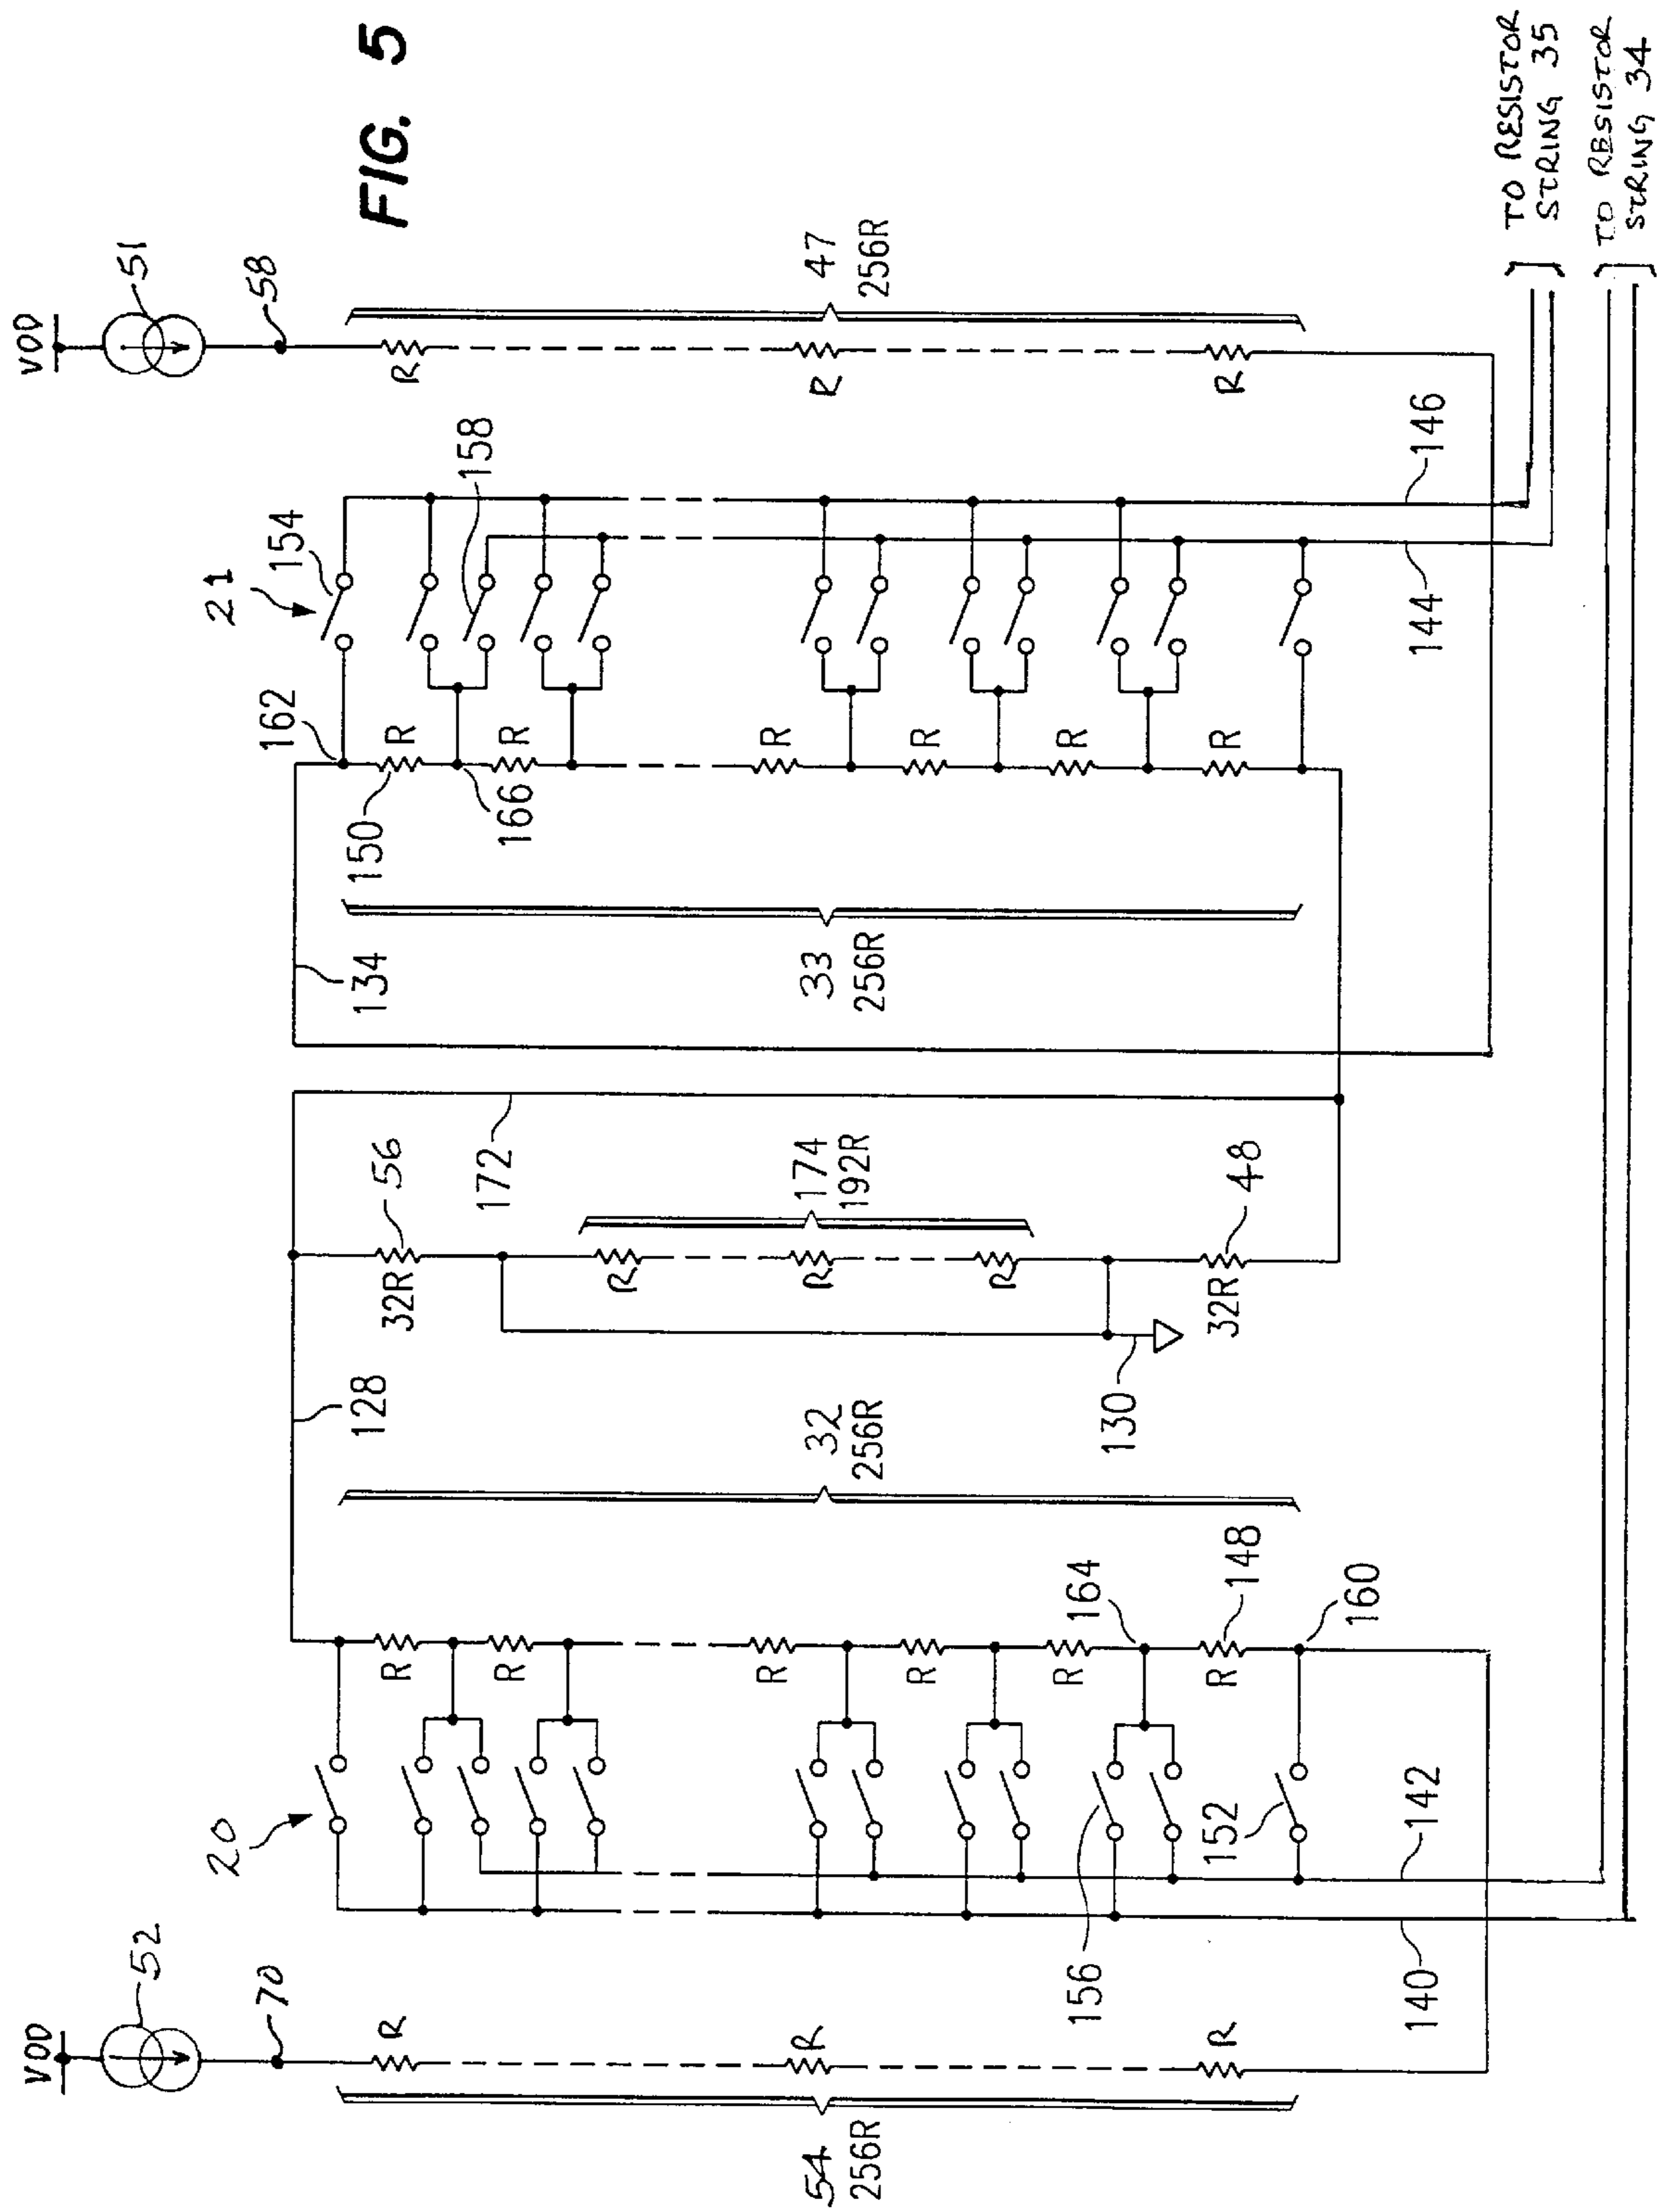 FIG. 5
VDD
51
58
47
256R
R
R
R
21
154
158
162
150
166
R
R
R
R
R
R
146
144
33
256R
134
172
56
32R
174
192R
R
R
R
48
32R
130
128
32
256R
164
148
160
R
R
R
R
R
R
20
152
156
142
140
VDD
52
70
R
R
R
54
256R
TO RESISTOR
STRING 35
TO RESISTOR
STRING 34